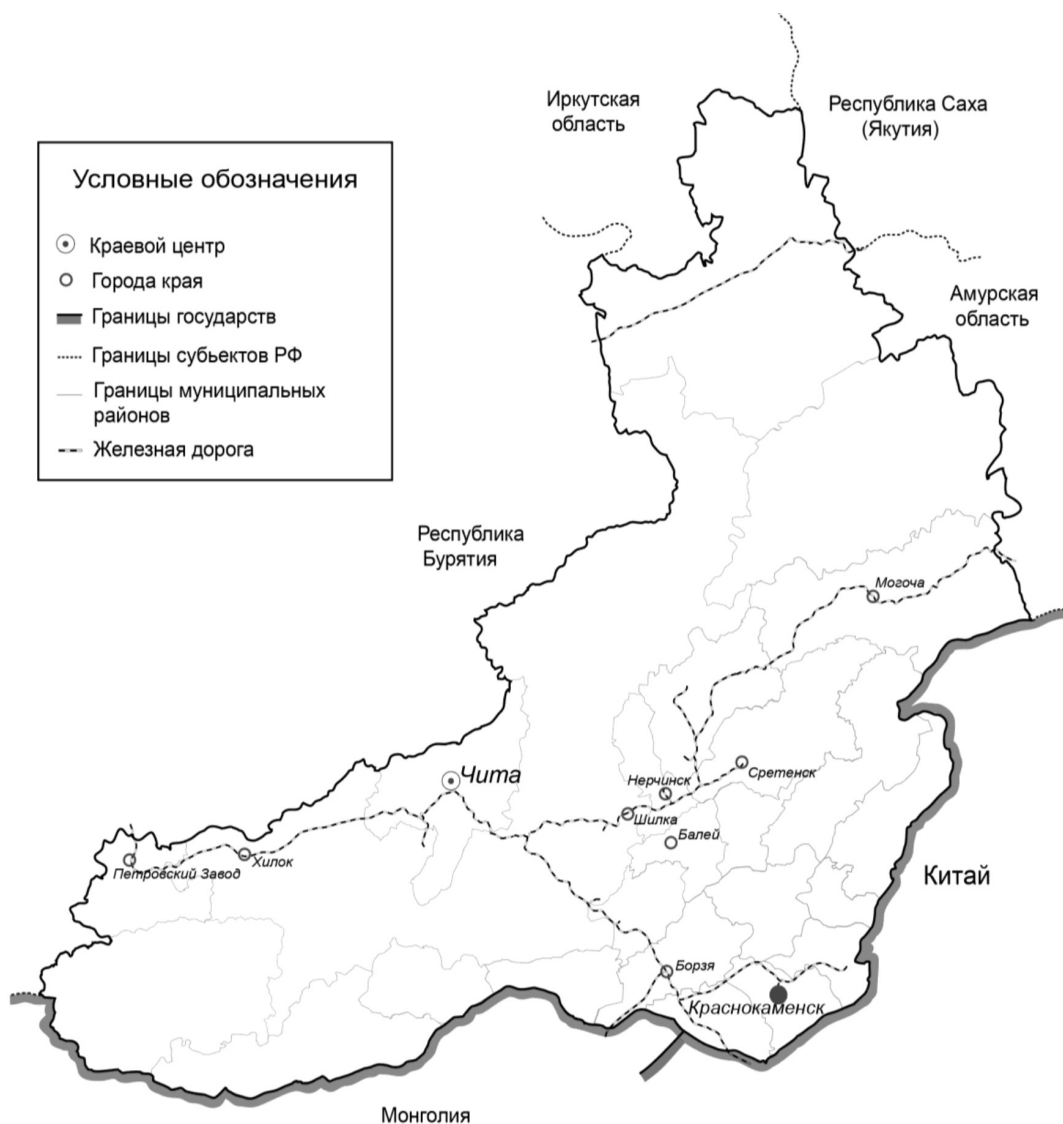 Иркутская
область
Республика Саха
(Якутия)
Условные обозначения
Краевой центр
Города края
Границы государств
Границы субьектов РФ
Границы муниципальных
районов
Железная дорога
Амурская
область
Республика
Бурятия
Могоча
Чита
Нерчинск
Сретенск
Шилка
Балей
Хилок
Петровский Завод
Китай
Борзя
Краснокаменск
Монголия